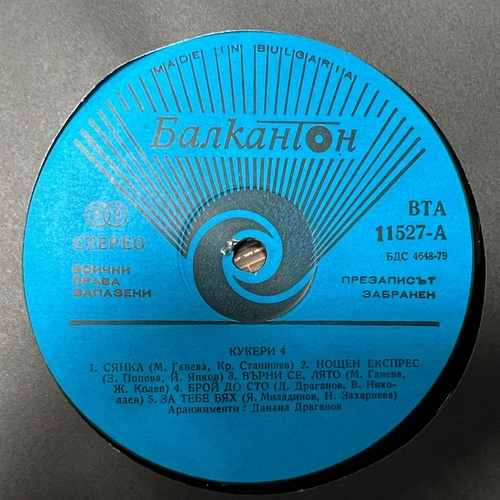 MADE IN BULGARIA
Балкантон
ВТА
11527-А
БДС 4648-79
СТЕРЕО
ВСИЧКИ
ПРАВА
ЗАПАЗЕНИ
ПРЕЗАПИСЪТ
ЗАБРАНЕН
КУКЕРИ 4
1. СЯНКА (М. Ганева, Кр. Станишев) 2. НОЩЕН ЕКСПРЕС
(З. Попова, Й. Янков) 3. ВЪРНИ СЕ, ЛЯТО (М. Ганева,
Ж. Колев) 4. БРОЙ ДО СТО (Д. Драганов, В. Нико-
лаев) 5. ЗА ТЕБЕ БЯХ (Я. Миладинов, Н. Захариева)
Аранжименти: Данаил Драганов